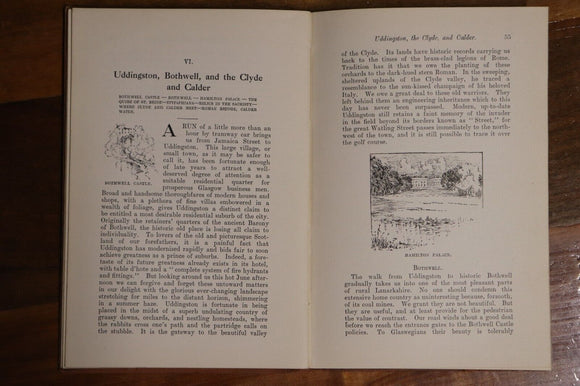 VI.
Uddingston, Bothwell, and the Clyde
and Calder
BOTHWELL CASTLE — BOTHWELL — HAMILTON PALACE — THE
QUIRE OF ST. BRIDE — EPITAPHIANA — RELICS IN THE SACRISTY —
WHERE CLYDE AND CALDER MEET — ROMAN BRIDGE, CALDER
WATER.
A RUN of a little more than an
hour by tramway car brings
us from Jamaica Street to
Uddingston. This large village, or
small town, as it may be safer to
call it, has been fortunate enough
of late years to attract a well-
deserved degree of attention as a
suitable residential quarter for
prosperous Glasgow business men.
BOTHWELL CASTLE.
Broad and handsome thoroughfares of modern houses and
shops, with a plethora of fine villas embowered in a
wealth of foliage, gives Uddingston a distinct claim to
be entitled a most desirable residential suburb of the city.
Originally the retainers' quarters of the ancient Barony
of Bothwell, the historic old place is losing all claim to
individuality. To lovers of the old and picturesque Scot-
land of our forefathers, it is a painful fact that
Uddingston has modernised rapidly and bids fair to soon
achieve greatness as a prince of suburbs. Indeed, a fore-
taste of its future greatness already exists in its hotel,
with table d'hote and a " complete system of fire hydrants
and fittings." But looking around us this hot June after-
noon we can forgive and forget these untoward matters
in our delight with the glorious ever-changing landscape
stretching for miles to the distant horizon, shimmering
in a summer haze. Uddingston is fortunate in being
placed in the midst of a superb undulating country of
grassy downs, orchards, and nestling homesteads, where
the rabbits cross one's path and the partridge calls on
the stubble. It is the gateway to the beautiful valley
Uddingston, the Clyde, and Calder. 55
of the Clyde. Its lands have historic records carrying us
back to the times of the brass-clad legions of Rome.
Tradition has it that we owe the planting of these
orchards to the dark-hued stern Roman. In the sweeping,
sheltered uplands of the Clyde valley, he traced a
resemblance to the sun-kissed champaign of his beloved
Italy. We owe a great deal to those old warriors. They
left behind them an engineering inheritance which to this
day has never been surpassed. Modern, up-to-date
Uddingston still retains a faint memory of the invader
in the field beyond its borders known as "Street," for
the great Watling Street passes immediately to the north-
west of the town, and it is still possible to trace it over
the golf course.
HAMILTON PALACE.
BOTHWELL.
The walk from Uddingston to historic Bothwell
gradually takes us into one of the most pleasant parts
of rural Lanarkshire. No one should condemn this
extensive home country as uninteresting because, forsooth,
of its coal mines. We grant they are not beautiful. But
they are useful, and at least provide for the pedestrian
the value of contrast. Our road winds about a good deal
before we reach the entrance gates to the Bothwell Castle
policies. To Glaswegians their beauty is tolerably